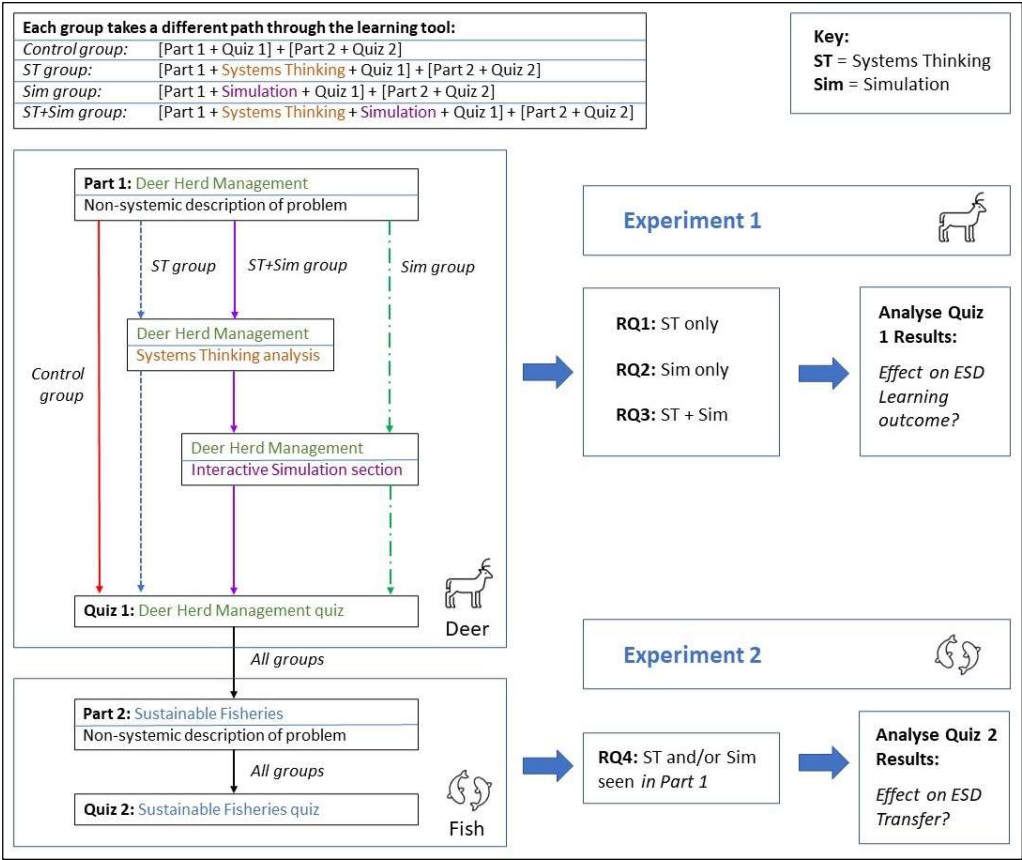 Each group takes a different path through the learning tool:
Control group: [Part 1 + Quiz 1] + [Part 2 + Quiz 2]
ST group: [Part 1 + Systems Thinking + Quiz 1] + [Part 2 + Quiz 2]
Sim group: [Part 1 + Simulation + Quiz 1] + [Part 2 + Quiz 2]
ST+Sim group: [Part 1 + Systems Thinking + Simulation + Quiz 1] + [Part 2 + Quiz 2]
Key:
ST = Systems Thinking
Sim = Simulation
Part 1: Deer Herd Management
Non-systemic description of problem
ST group
ST+Sim group
Sim group
Deer Herd Management
Systems Thinking analysis
Control
group
Deer Herd Management
Interactive Simulation section
Quiz 1: Deer Herd Management quiz
Deer
All groups
Part 2: Sustainable Fisheries
Non-systemic description of problem
All groups
Quiz 2: Sustainable Fisheries quiz
Fish
Experiment 1
RQ1: ST only
RQ2: Sim only
RQ3: ST + Sim
Analyse Quiz
1 Results:
Effect on ESD
Learning
outcome?
Experiment 2
RQ4: ST and/or Sim
seen in Part 1
Analyse Quiz 2
Results:
Effect on ESD
Transfer?